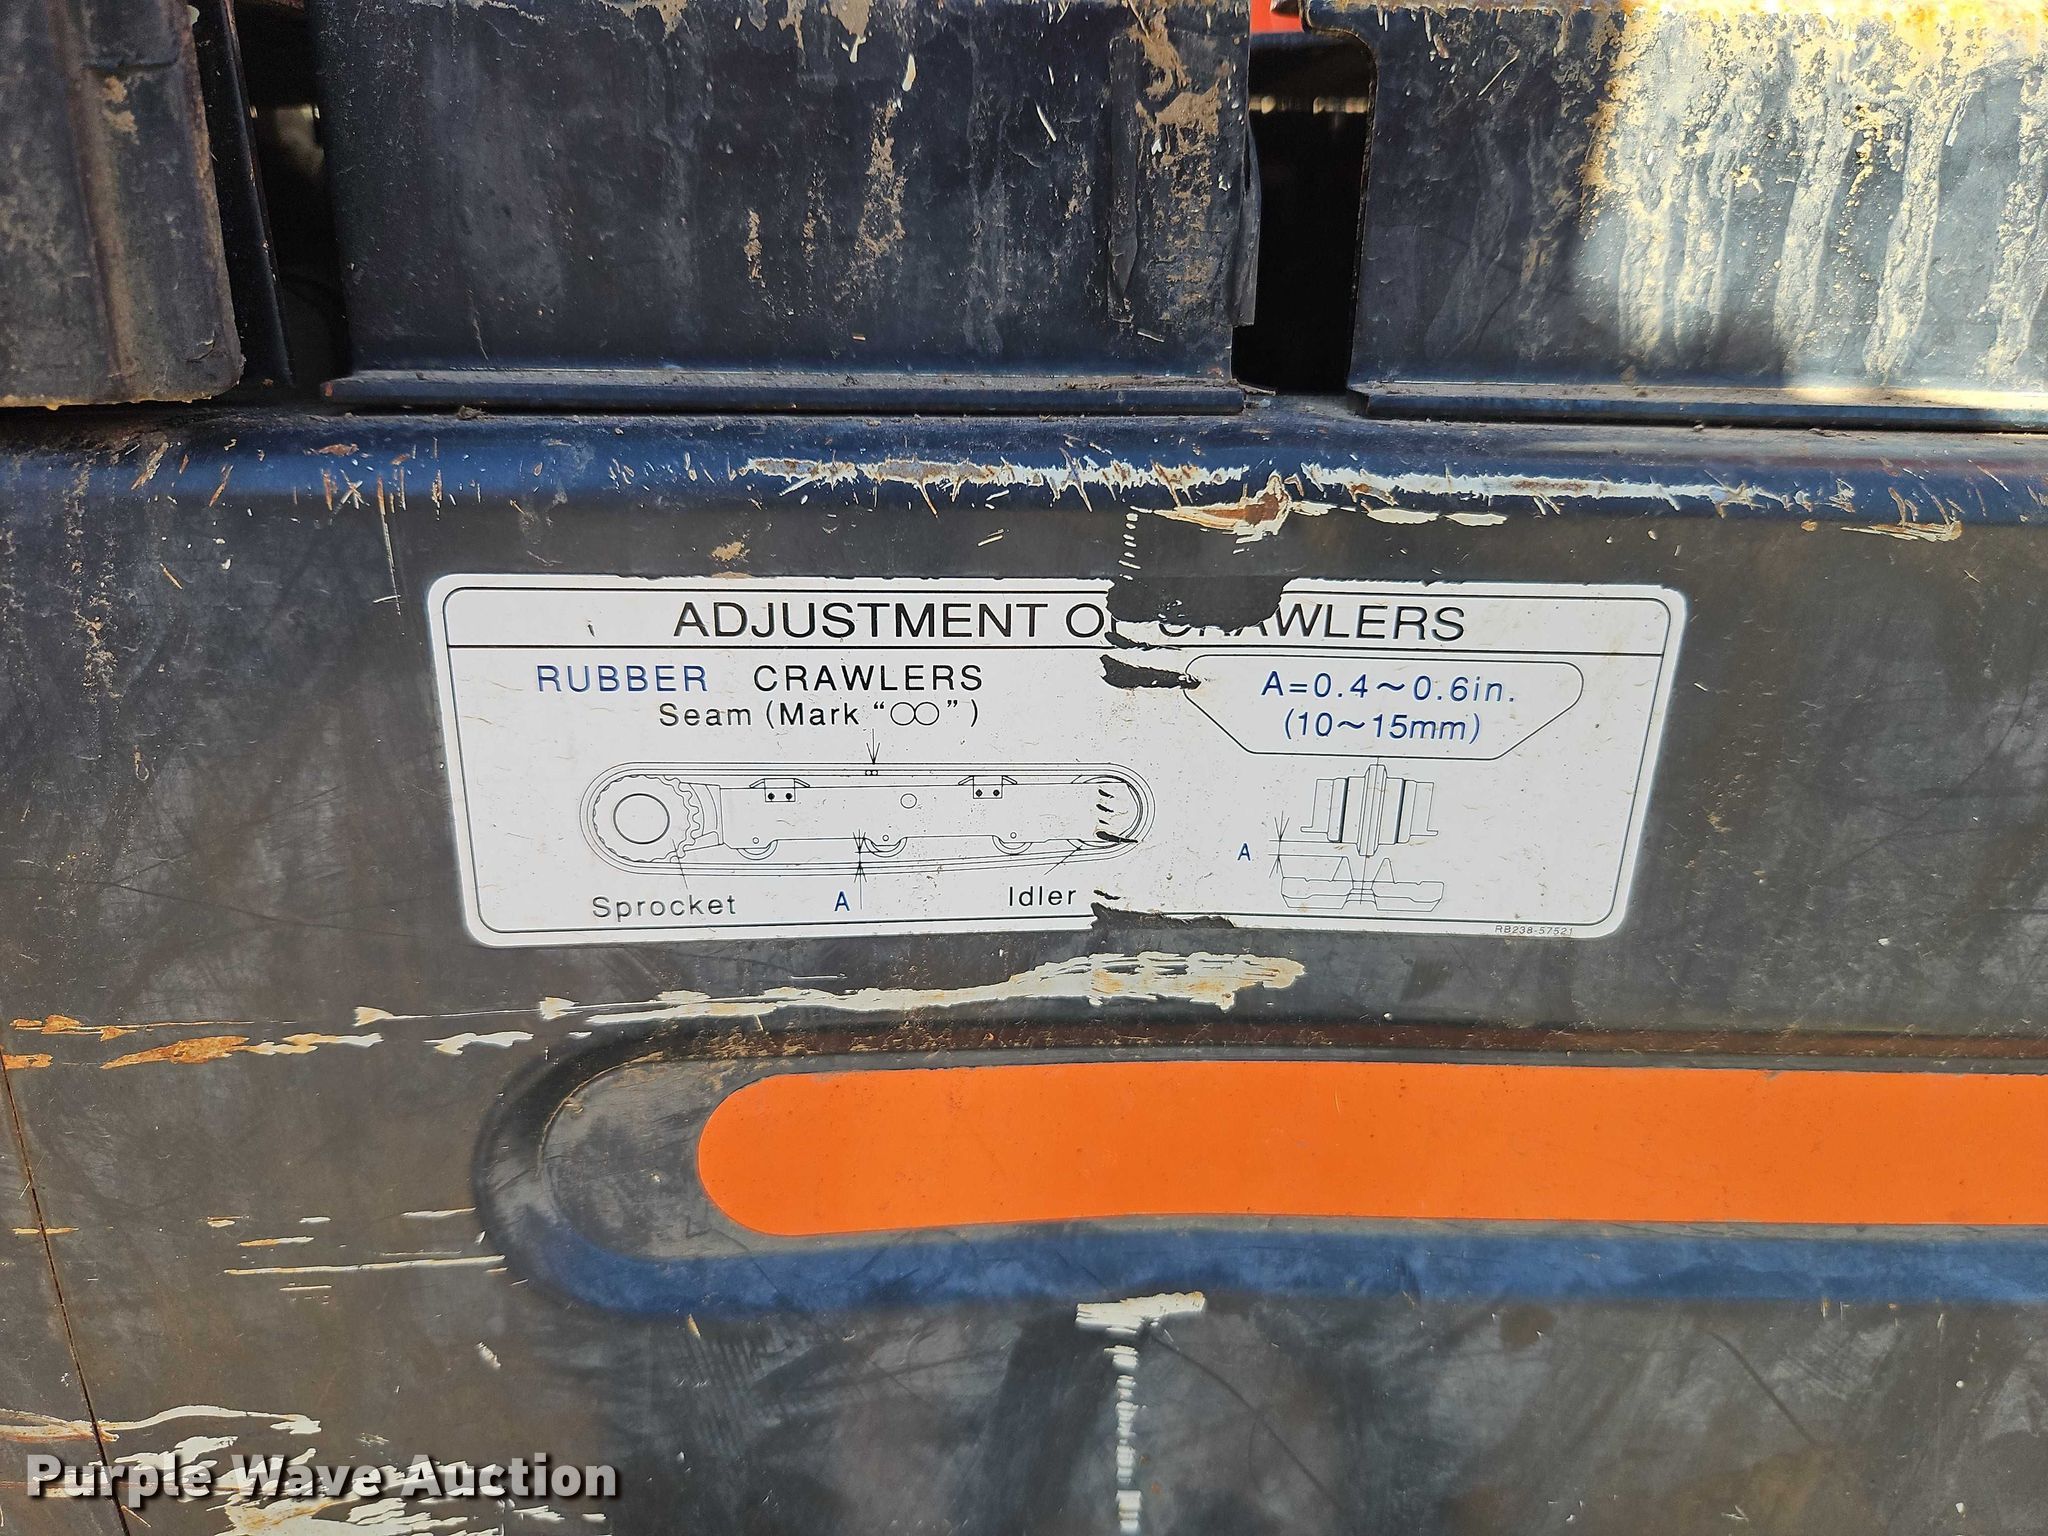 ADJUSTMENT OF CRAWLERS
RUBBER CRAWLERS
Seam (Mark "○○")
A=0.4～0.6in.
(10～15mm)
A
Sprocket
A
Idler
RB238-57521
Purple Wave Auction